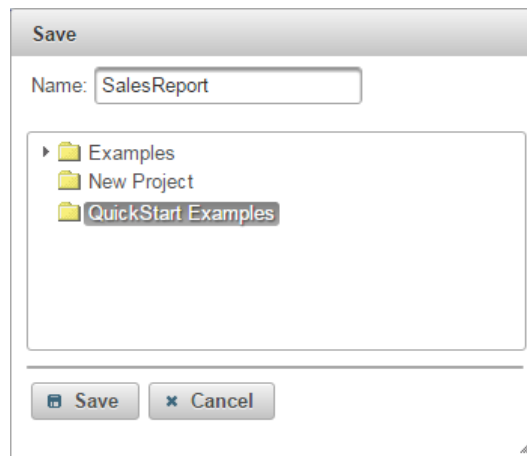 Save
Name: SalesReport
Examples
New Project
QuickStart Examples
Save Cancel